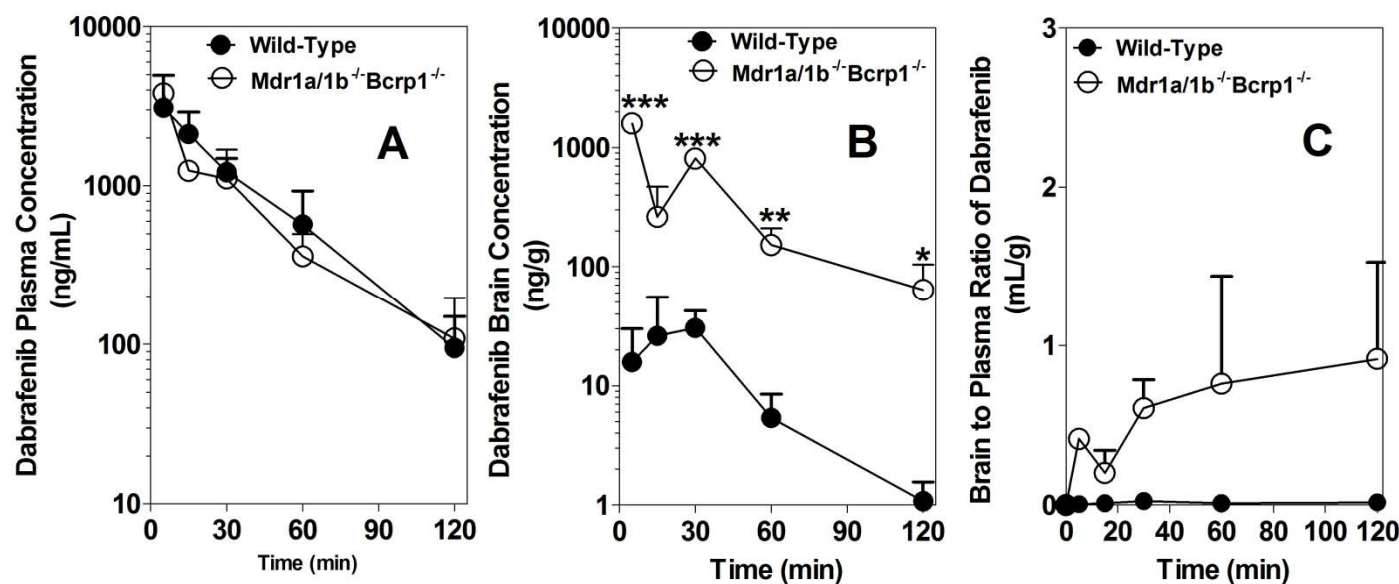 Dabrafenib Plasma Concentration
(ng/mL)
10000
1000
100
10
Wild-Type
Mdr1a/1b-/-Bcrp1-/-
A
0
30
60
90
120
Time (min)
Dabrafenib Brain Concentration
(ng/g)
10000
1000
100
10
1
Wild-Type
Mdr1a/1b-/-Bcrp1-/-
***
***
**
*
B
0
30
60
90
120
Time (min)
Brain to Plasma Ratio of Dabrafenib
(mL/g)
3
2
1
0
Wild-Type
Mdr1a/1b-/-Bcrp1-/-
C
0
20
40
60
80
100
120
Time (min)